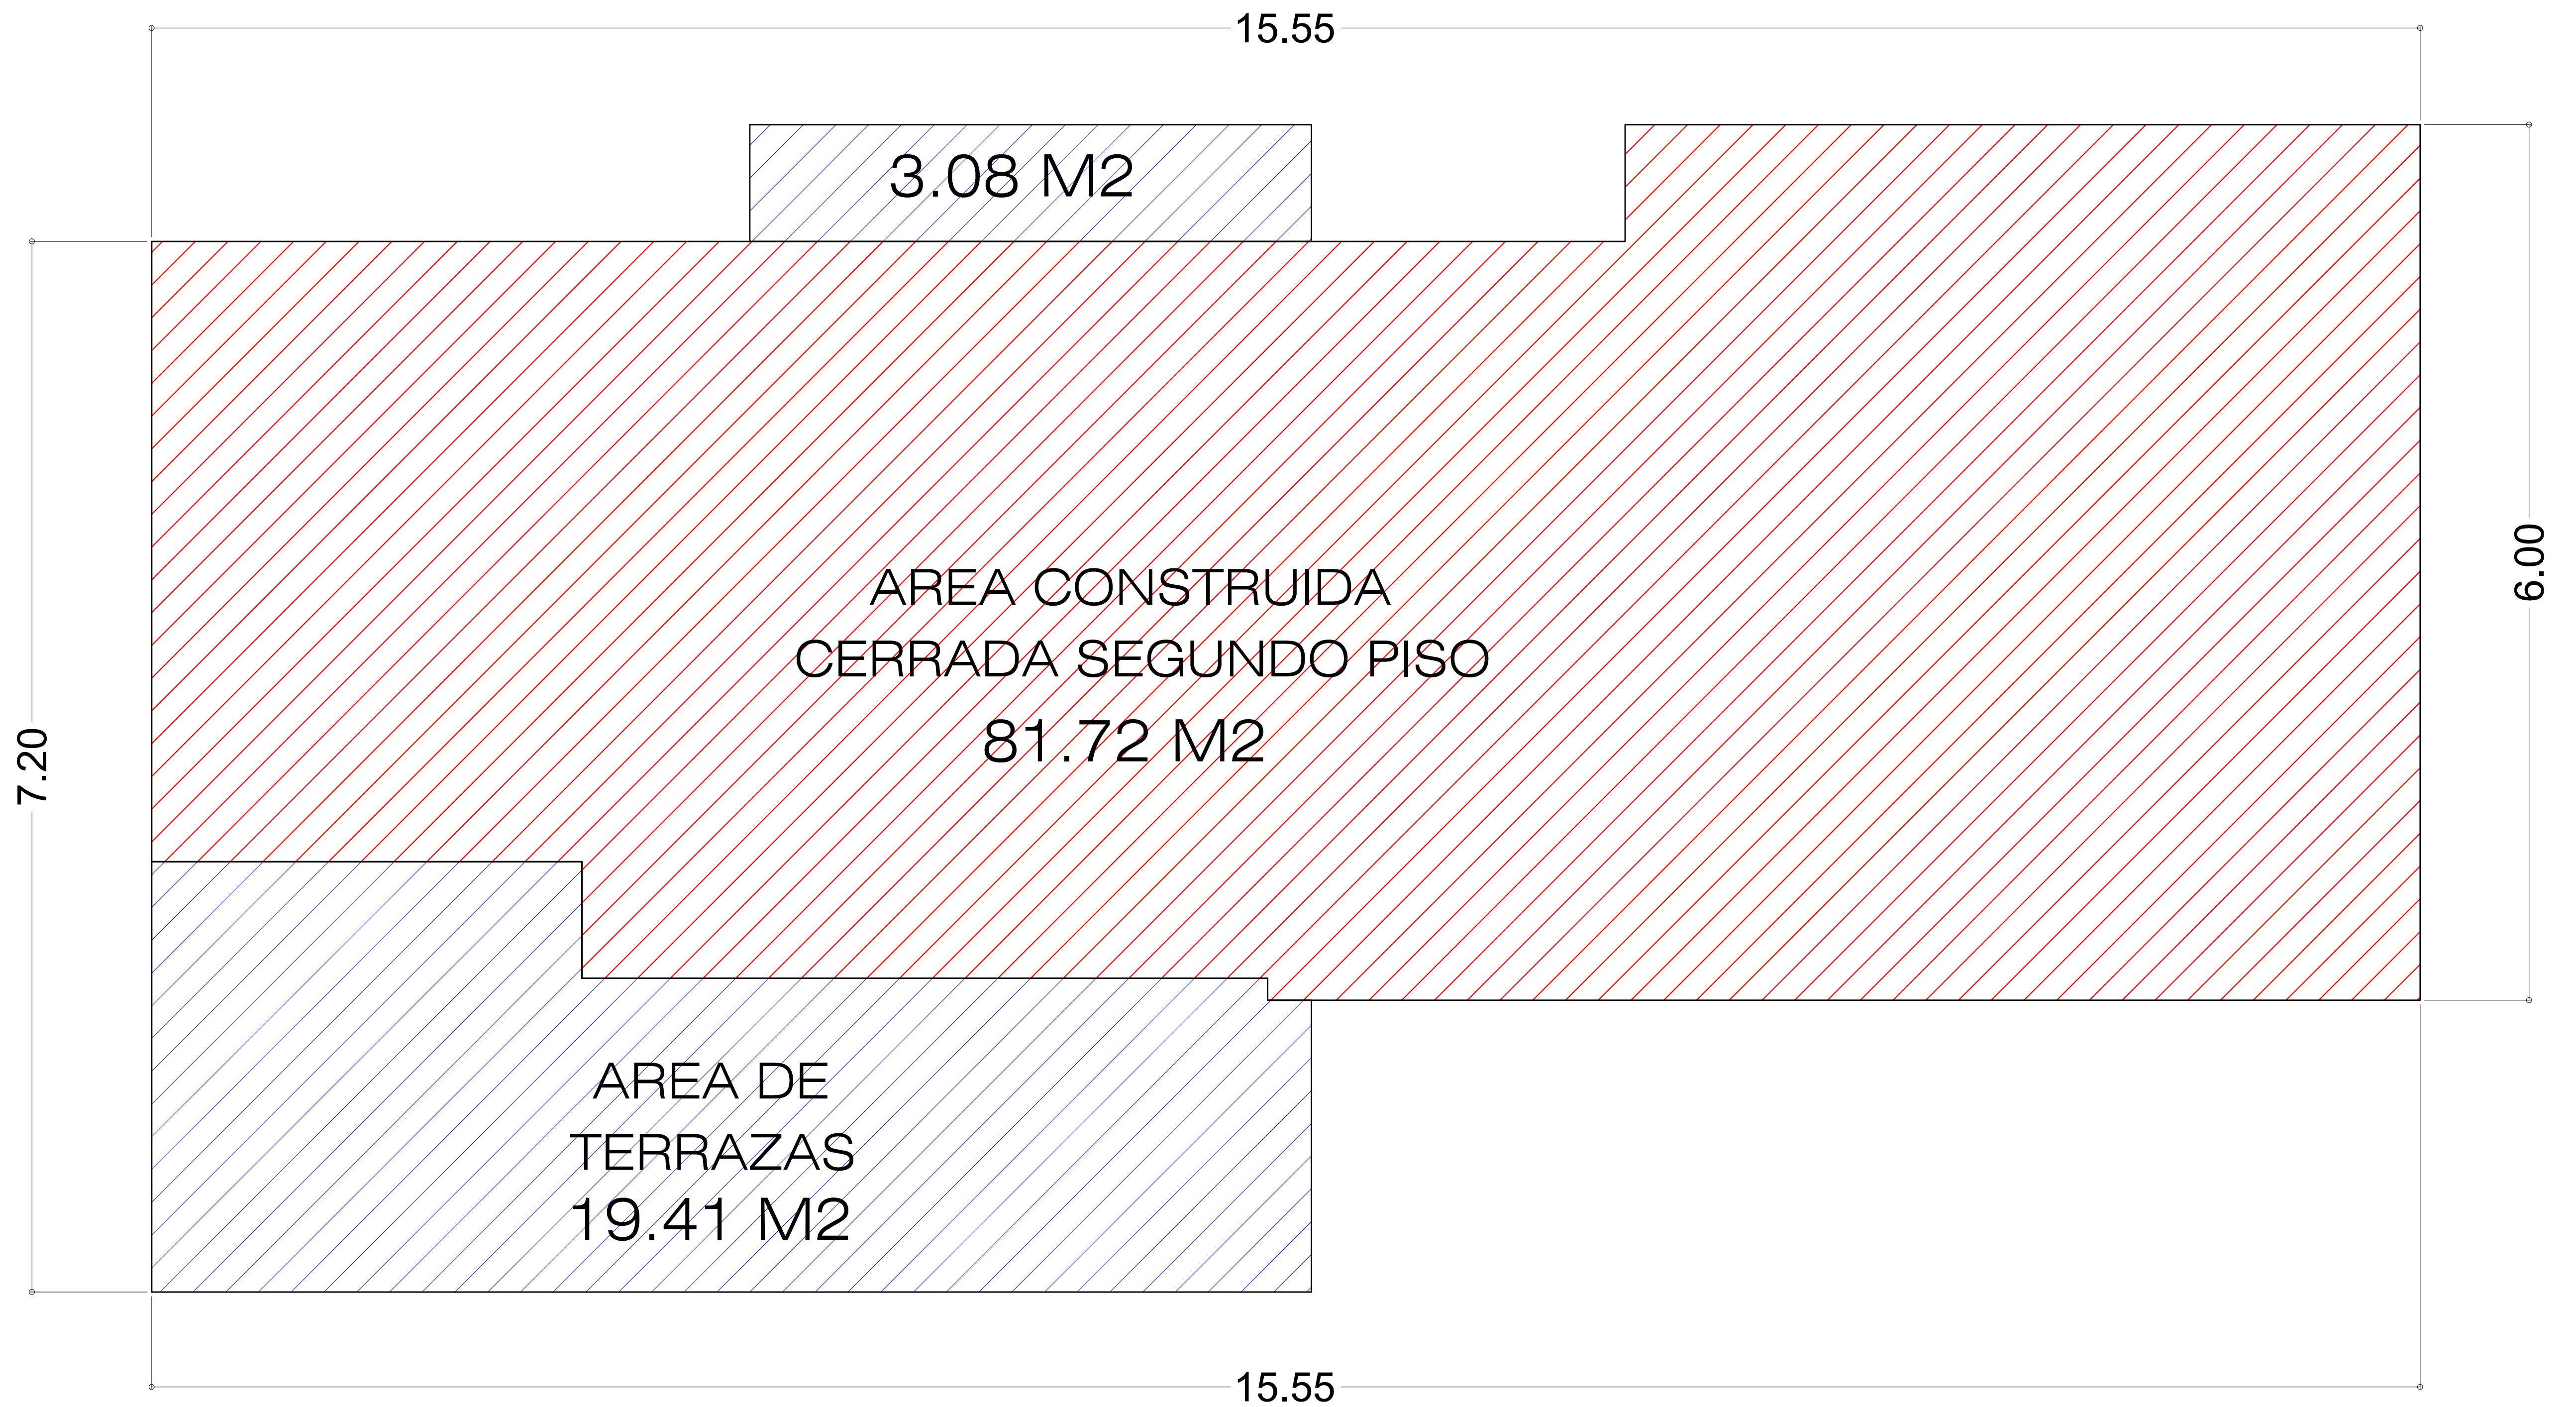 15.55
3.08 M2
6.00
AREA CONSTRUIDA
CERRADA SEGUNDO PISO
81.72 M2
7.20
AREA DE
TERRAZAS
19.41 M2
15.55